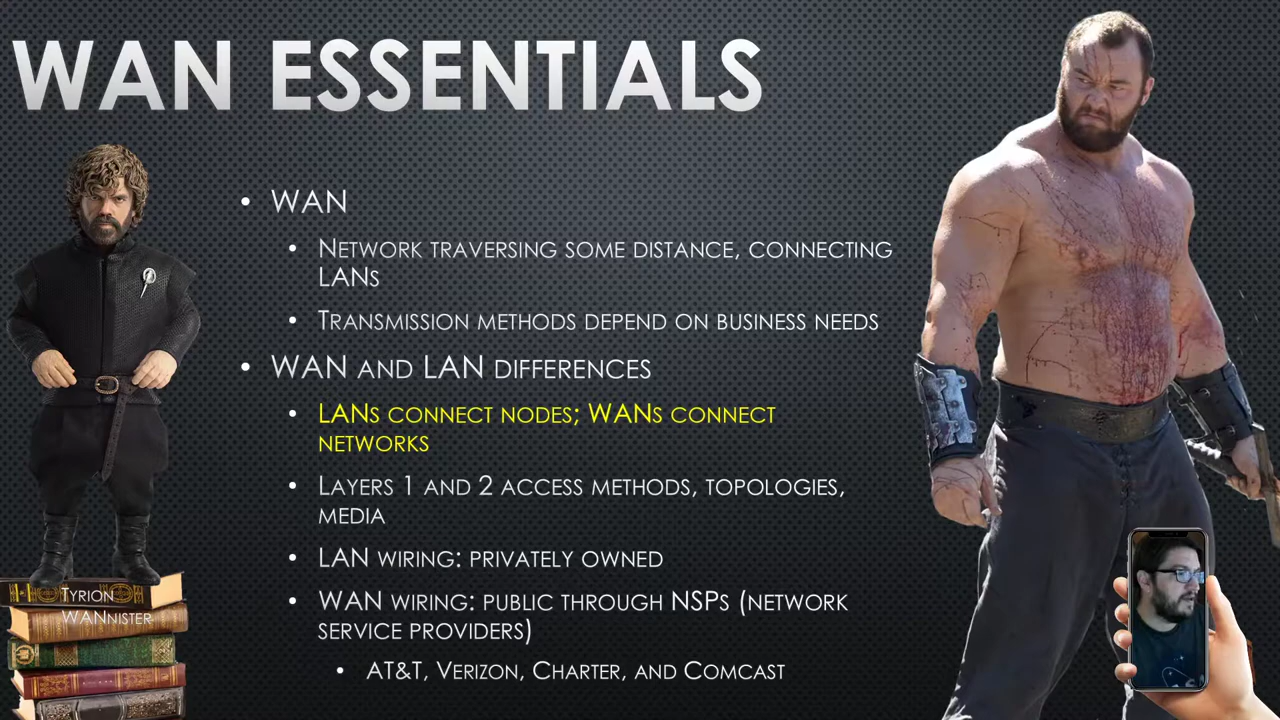 WAN ESSENTIALS
• WAN
• NETWORK TRAVERSING SOME DISTANCE, CONNECTING
LANS
• TRANSMISSION METHODS DEPEND ON BUSINESS NEEDS
• WAN AND LAN DIFFERENCES
• LANS CONNECT NODES; WANS CONNECT
NETWORKS
• LAYERS 1 AND 2 ACCESS METHODS, TOPOLOGIES,
MEDIA
• LAN WIRING: PRIVATELY OWNED
• WAN WIRING: PUBLIC THROUGH NSPS (NETWORK
SERVICE PROVIDERS)
• AT&T, VERIZON, CHARTER, AND COMCAST
TYRION
WANNISTER